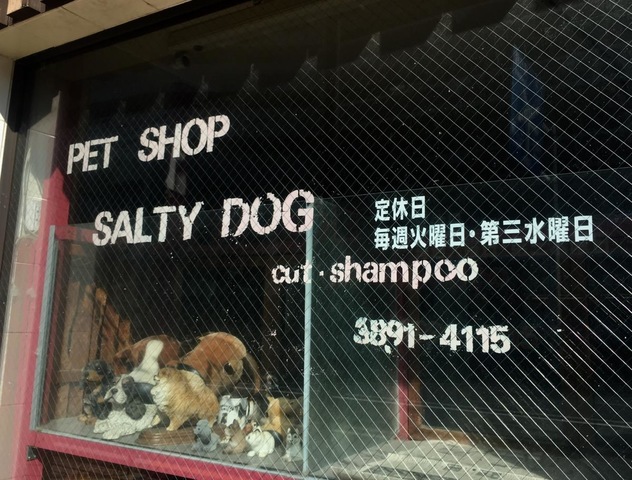 PET SHOP
SALTY DOG
定休日
毎週火曜日・第三水曜日
cut・shampoo
3891-4115